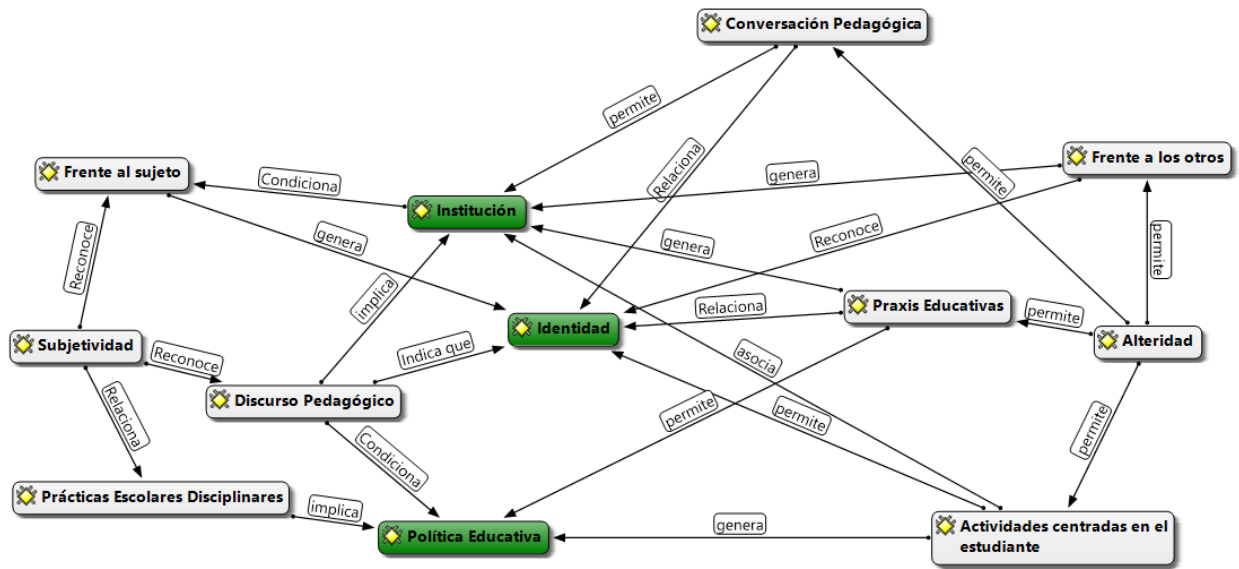 Conversación Pedagógica
permite
Relaciona
permite
Frente al sujeto
Condiciona
Institución
genera
Frente a los otros
Reconoce
genera
implica
genera
Reconoce
permite
Praxis Educativas
Relaciona
permite
Identidad
Alteridad
Subjetividad
Reconoce
Indica que
asocia
Discurso Pedagógico
Relaciona
Condiciona
permite
permite
permite
Prácticas Escolares Disciplinares
implica
Política Educativa
genera
Actividades centradas en el
estudiante